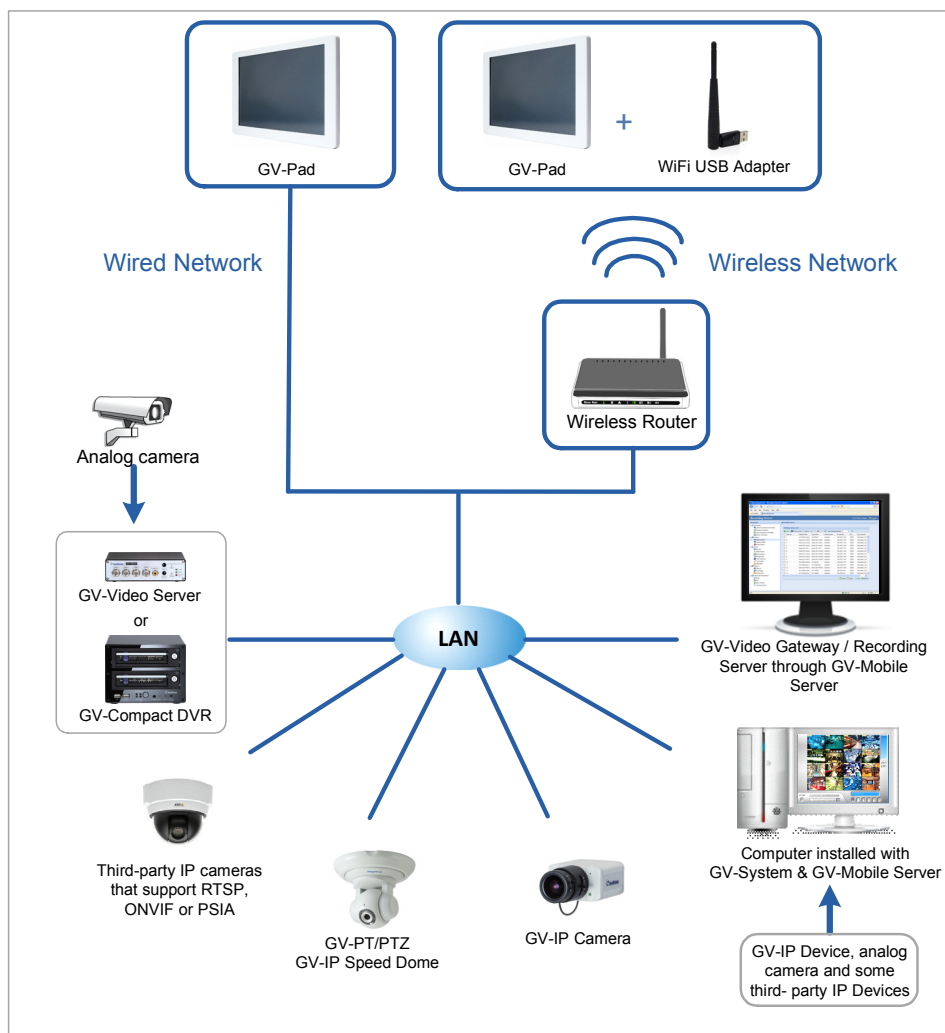 GV-Pad
GV-Pad
+
WiFi USB Adapter
Wired Network
Wireless Network
Wireless Router
Analog camera
GV-Video Server
or
GV-Compact DVR
LAN
GV-Video Gateway / Recording
Server through GV-Mobile
Server
Third-party IP cameras
that support RTSP,
ONVIF or PSIA
GV-PT/PTZ
GV-IP Speed Dome
GV-IP Camera
Computer installed with
GV-System & GV-Mobile Server
GV-IP Device, analog
camera and some
third- party IP Devices